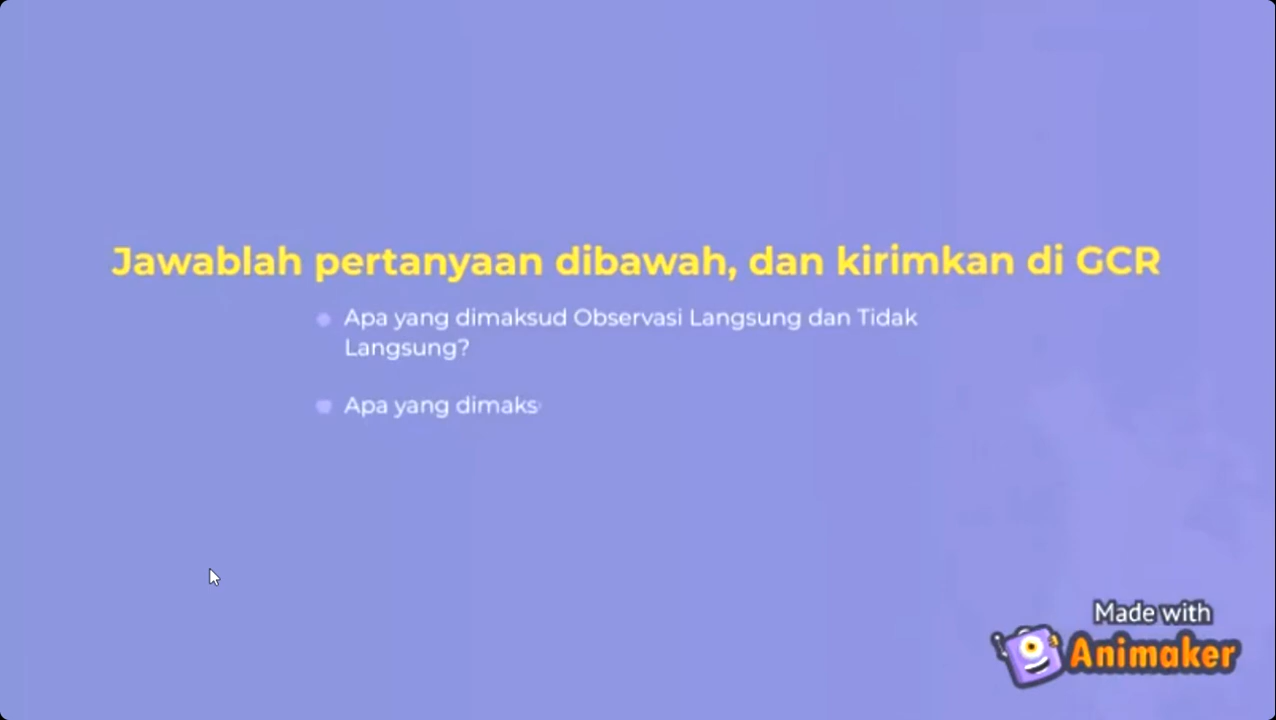 Jawablah pertanyaan dibawah, dan kirimkan di GCR
Apa yang dimaksud Observasi Langsung dan Tidak
Langsung?
Apa yang dimaks
Made with
Animaker